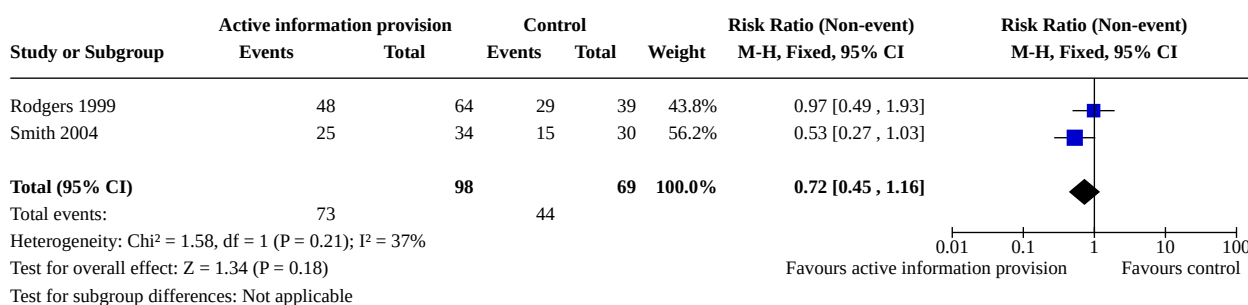 Active information provision Control Risk Ratio (Non-event) Risk Ratio (Non-event)
Study or Subgroup Events Total Events Total Weight M-H, Fixed, 95% CI M-H, Fixed, 95% CI
Rodgers 1999 48 64 29 39 43.8% 0.97 [0.49 , 1.93]
Smith 2004 25 34 15 30 56.2% 0.53 [0.27 , 1.03]
Total (95% CI) 98 69 100.0% 0.72 [0.45 , 1.16]
Total events: 73 44
Heterogeneity: Chi² = 1.58, df = 1 (P = 0.21); I² = 37%
0.01 0.1 1 10 100
Test for overall effect: Z = 1.34 (P = 0.18) Favours active information provision Favours control
Test for subgroup differences: Not applicable